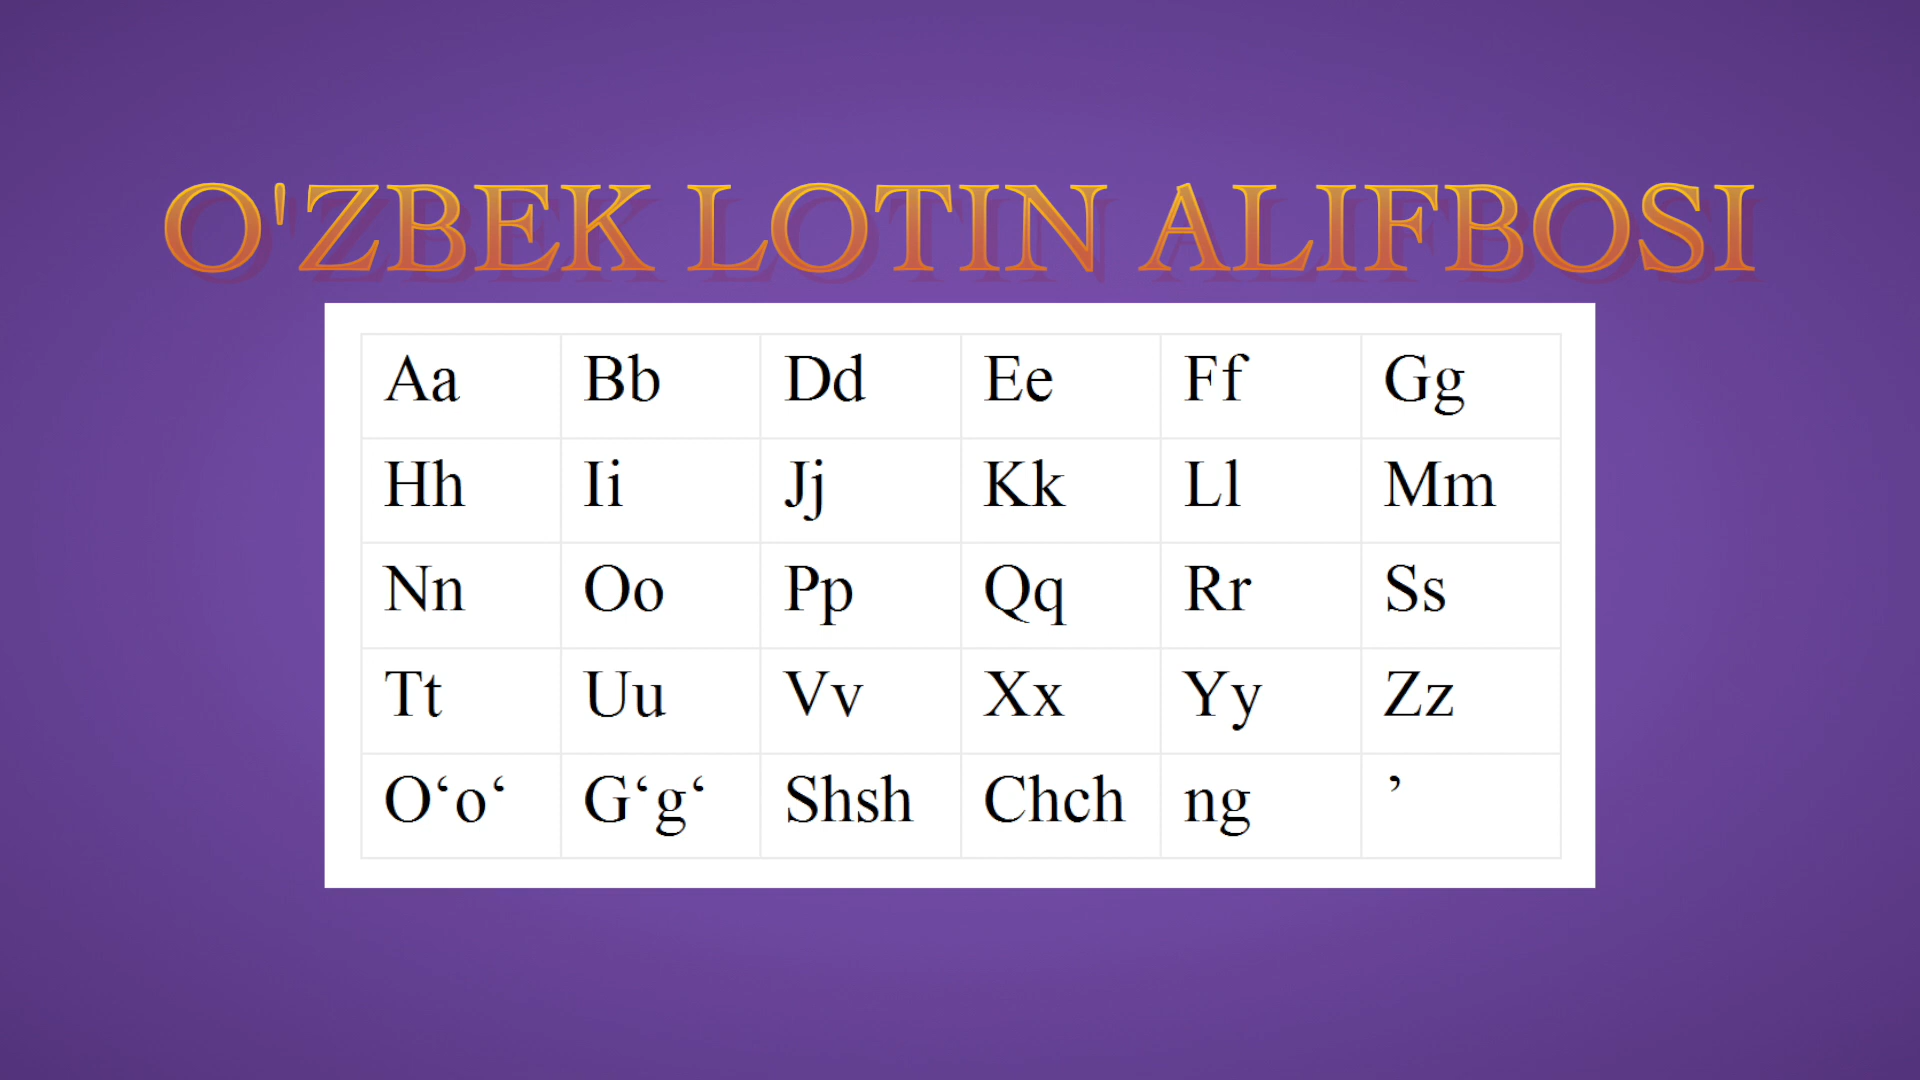 O'ZBEK LOTIN ALIFBOSI
Aa Bb Dd Ee Ff Gg
Hh Ii Jj Kk Ll Mm
Nn Oo Pp Qq Rr Ss
Tt Uu Vv Xx Yy Zz
O‘o‘ G‘g‘ Shsh Chch ng ’